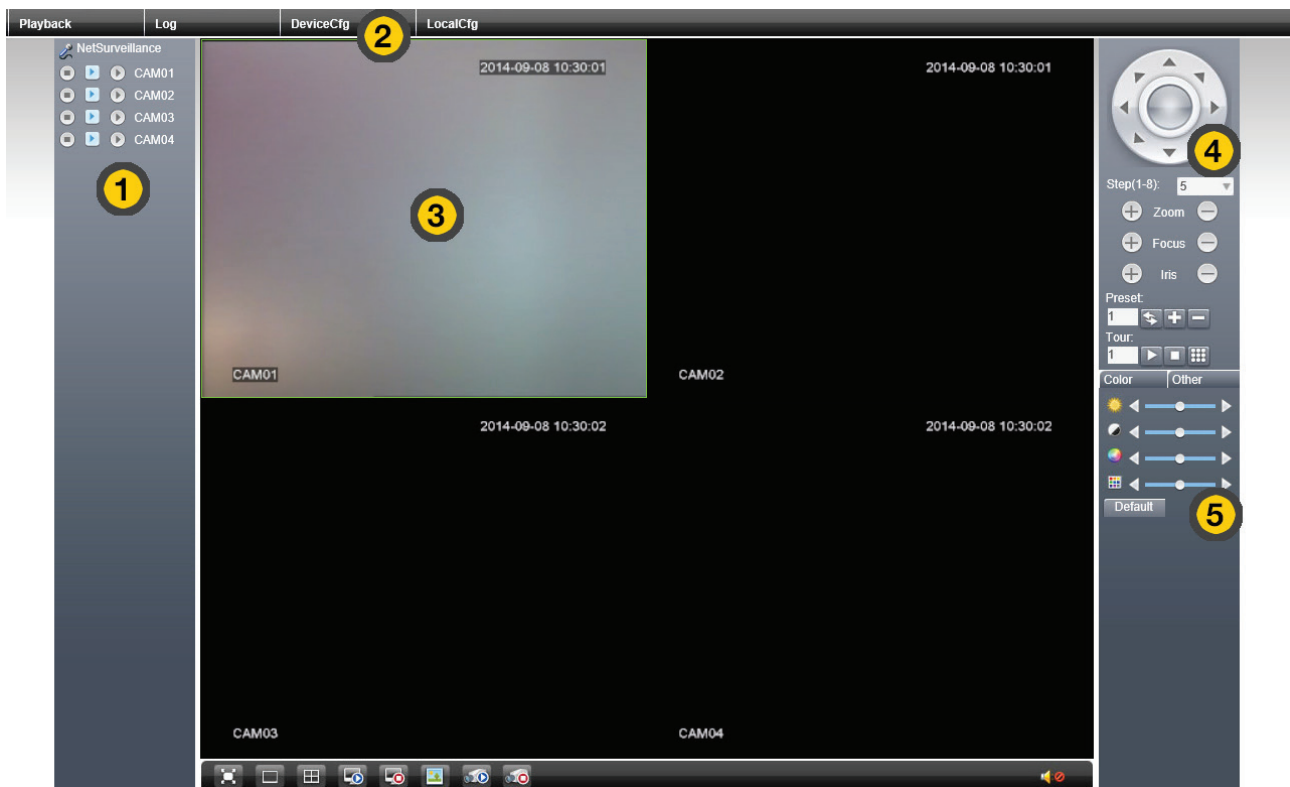 Playback Log DeviceCfg LocalCfg
2
NetSurveillance
CAM01
CAM02
CAM03
CAM04
1
2014-09-08 10:30:01
3
CAM01
2014-09-08 10:30:01
CAM02
2014-09-08 10:30:02
CAM03
2014-09-08 10:30:02
CAM04
4
Step(1-8): 5
Zoom
Focus
Iris
Preset:
1
Tour:
1
Color Other
Default
5